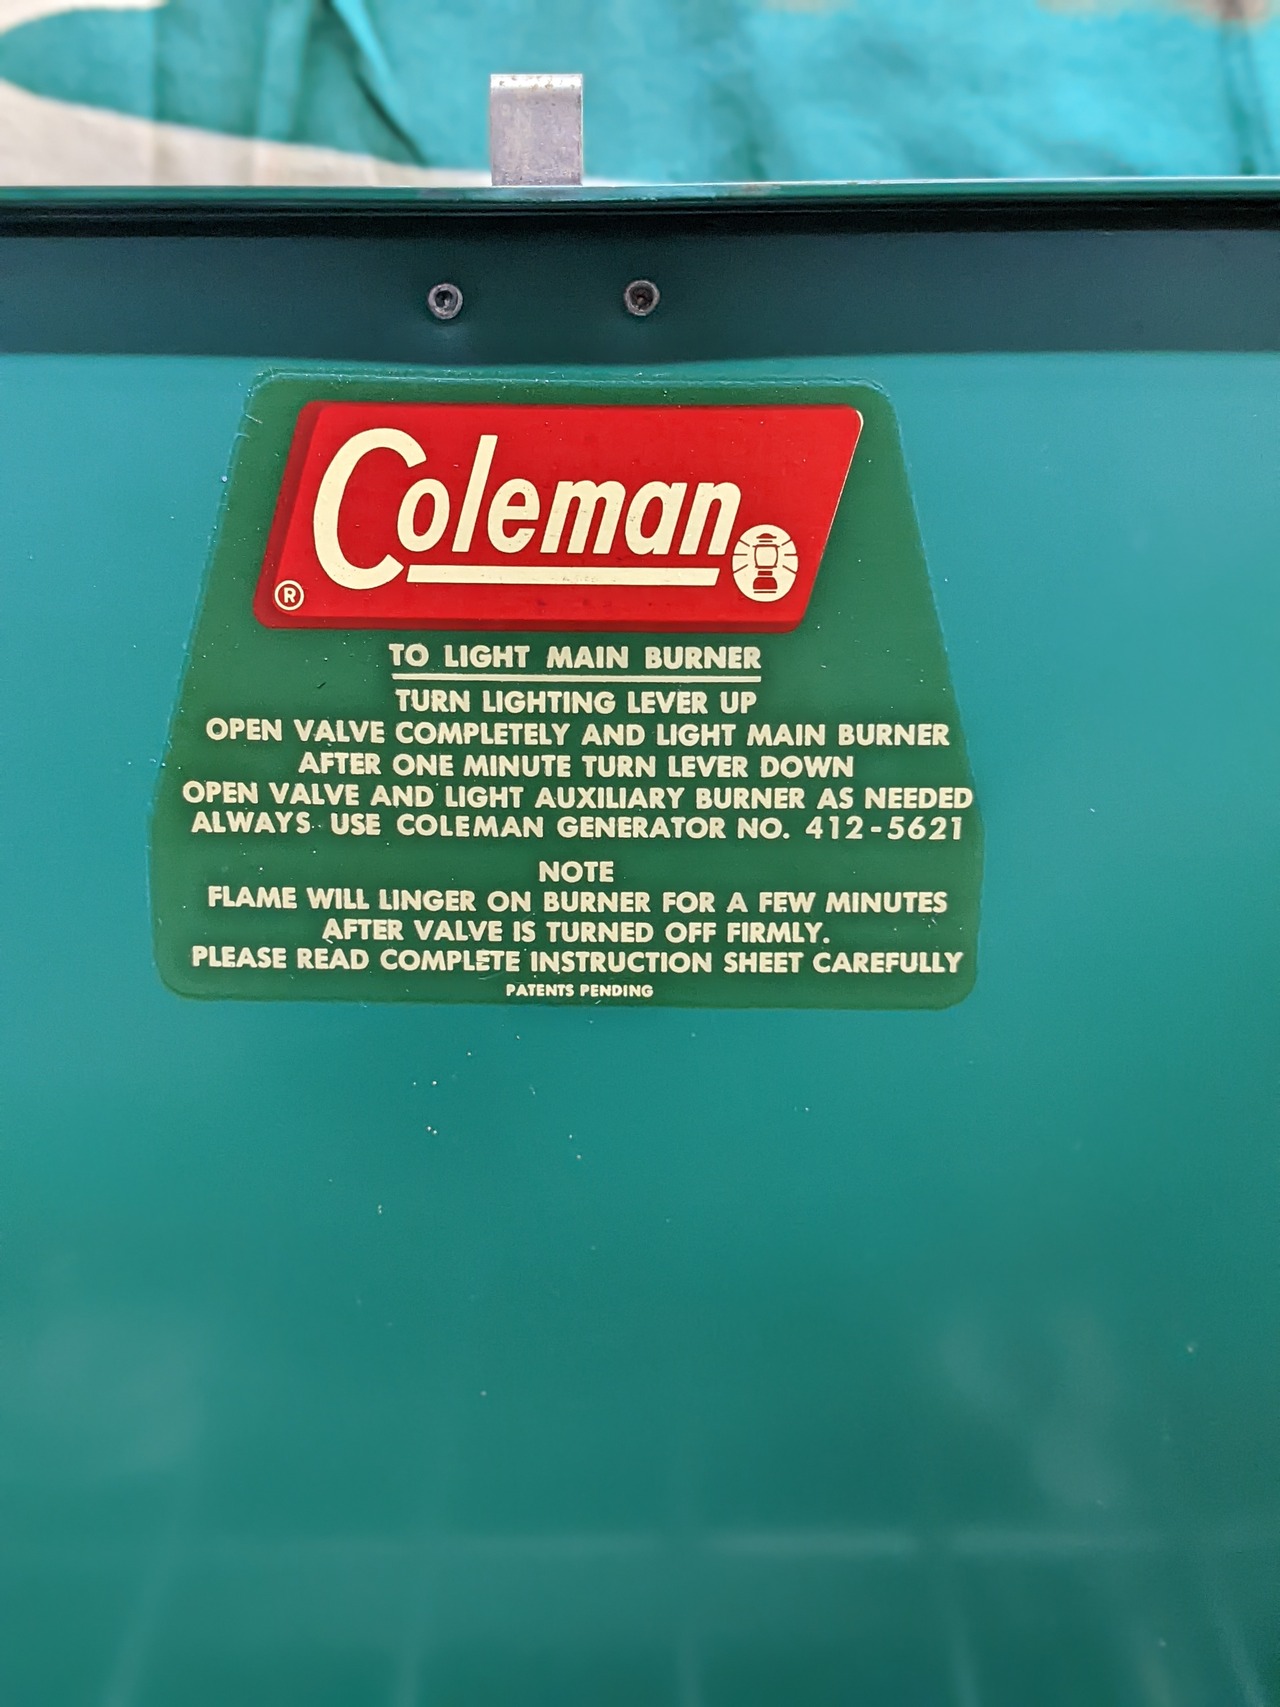 Coleman
®
TO LIGHT MAIN BURNER
TURN LIGHTING LEVER UP
OPEN VALVE COMPLETELY AND LIGHT MAIN BURNER
AFTER ONE MINUTE TURN LEVER DOWN
OPEN VALVE AND LIGHT AUXILIARY BURNER AS NEEDED
ALWAYS USE COLEMAN GENERATOR NO. 412-5621
NOTE
FLAME WILL LINGER ON BURNER FOR A FEW MINUTES
AFTER VALVE IS TURNED OFF FIRMLY.
PLEASE READ COMPLETE INSTRUCTION SHEET CAREFULLY
PATENTS PENDING